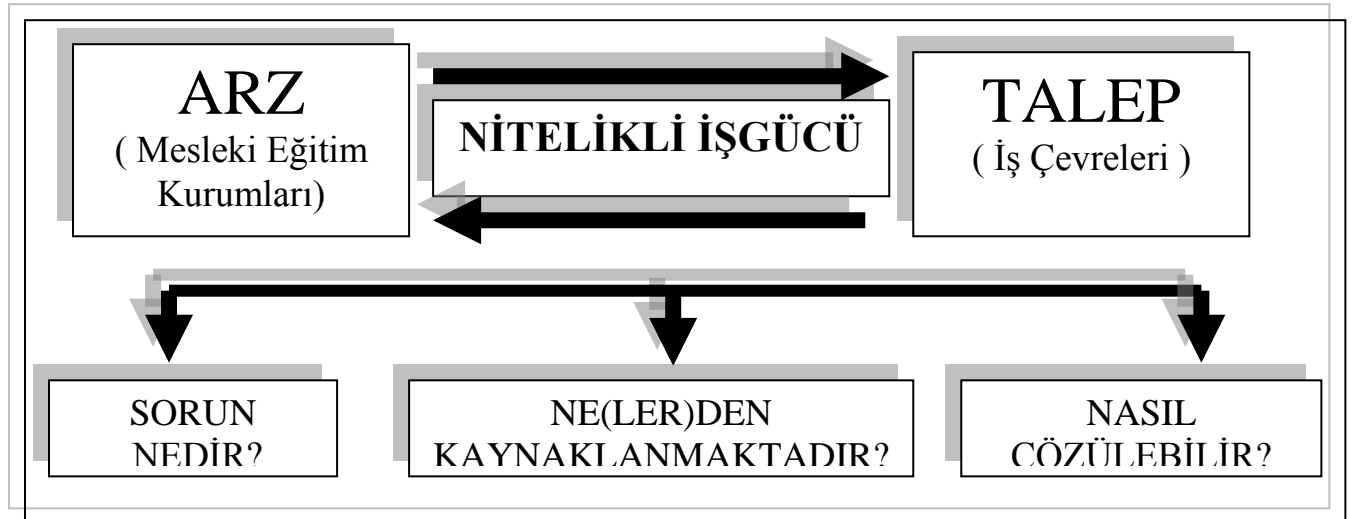 ARZ
( Mesleki Eğitim
Kurumları)
NİTELİKLİ İŞGÜCÜ
TALEP
( İş Çevreleri )
SORUN
NEDİR?
NE(LER)DEN
KAYNAKLANMAKTADIR?
NASIL
ÇÖZÜLEBİLİR?